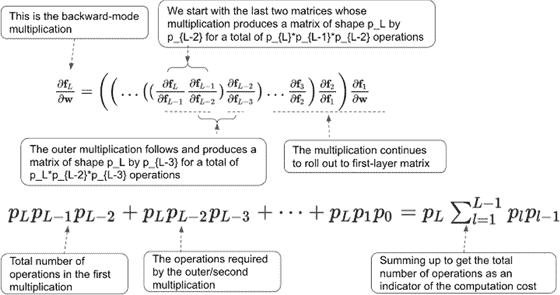 This is the backward-mode
multiplication
We start with the last two matrices whose
multiplication produces a matrix of shape p_L by
p_{L-2} for a total of p_{L}*p_{L-1}*p_{L-2} operations
∂f_L/∂w = ( ( … ( ( ∂f_L/∂f_{L−1} ∂f_{L−1}/∂f_{L−2} ) ∂f_{L−2}/∂f_{L−3} ) … ∂f_3/∂f_2 ) ∂f_2/∂f_1 ) ∂f_1/∂w
The outer multiplication follows and produces a
matrix of shape p_L by p_{L-3} for a total of
p_L*p_{L-2}*p_{L-3} operations
The multiplication continues
to roll out to first-layer matrix
p_L p_{L−1} p_{L−2} + p_L p_{L−2} p_{L−3} + ⋯ + p_L p_1 p_0 = p_L ∑_{l=1}^{L−1} p_l p_{l−1}
Total number of
operations in the first
multiplication
The operations required
by the outer/second
multiplication
Summing up to get the total
number of operations as an
indicator of the computation cost